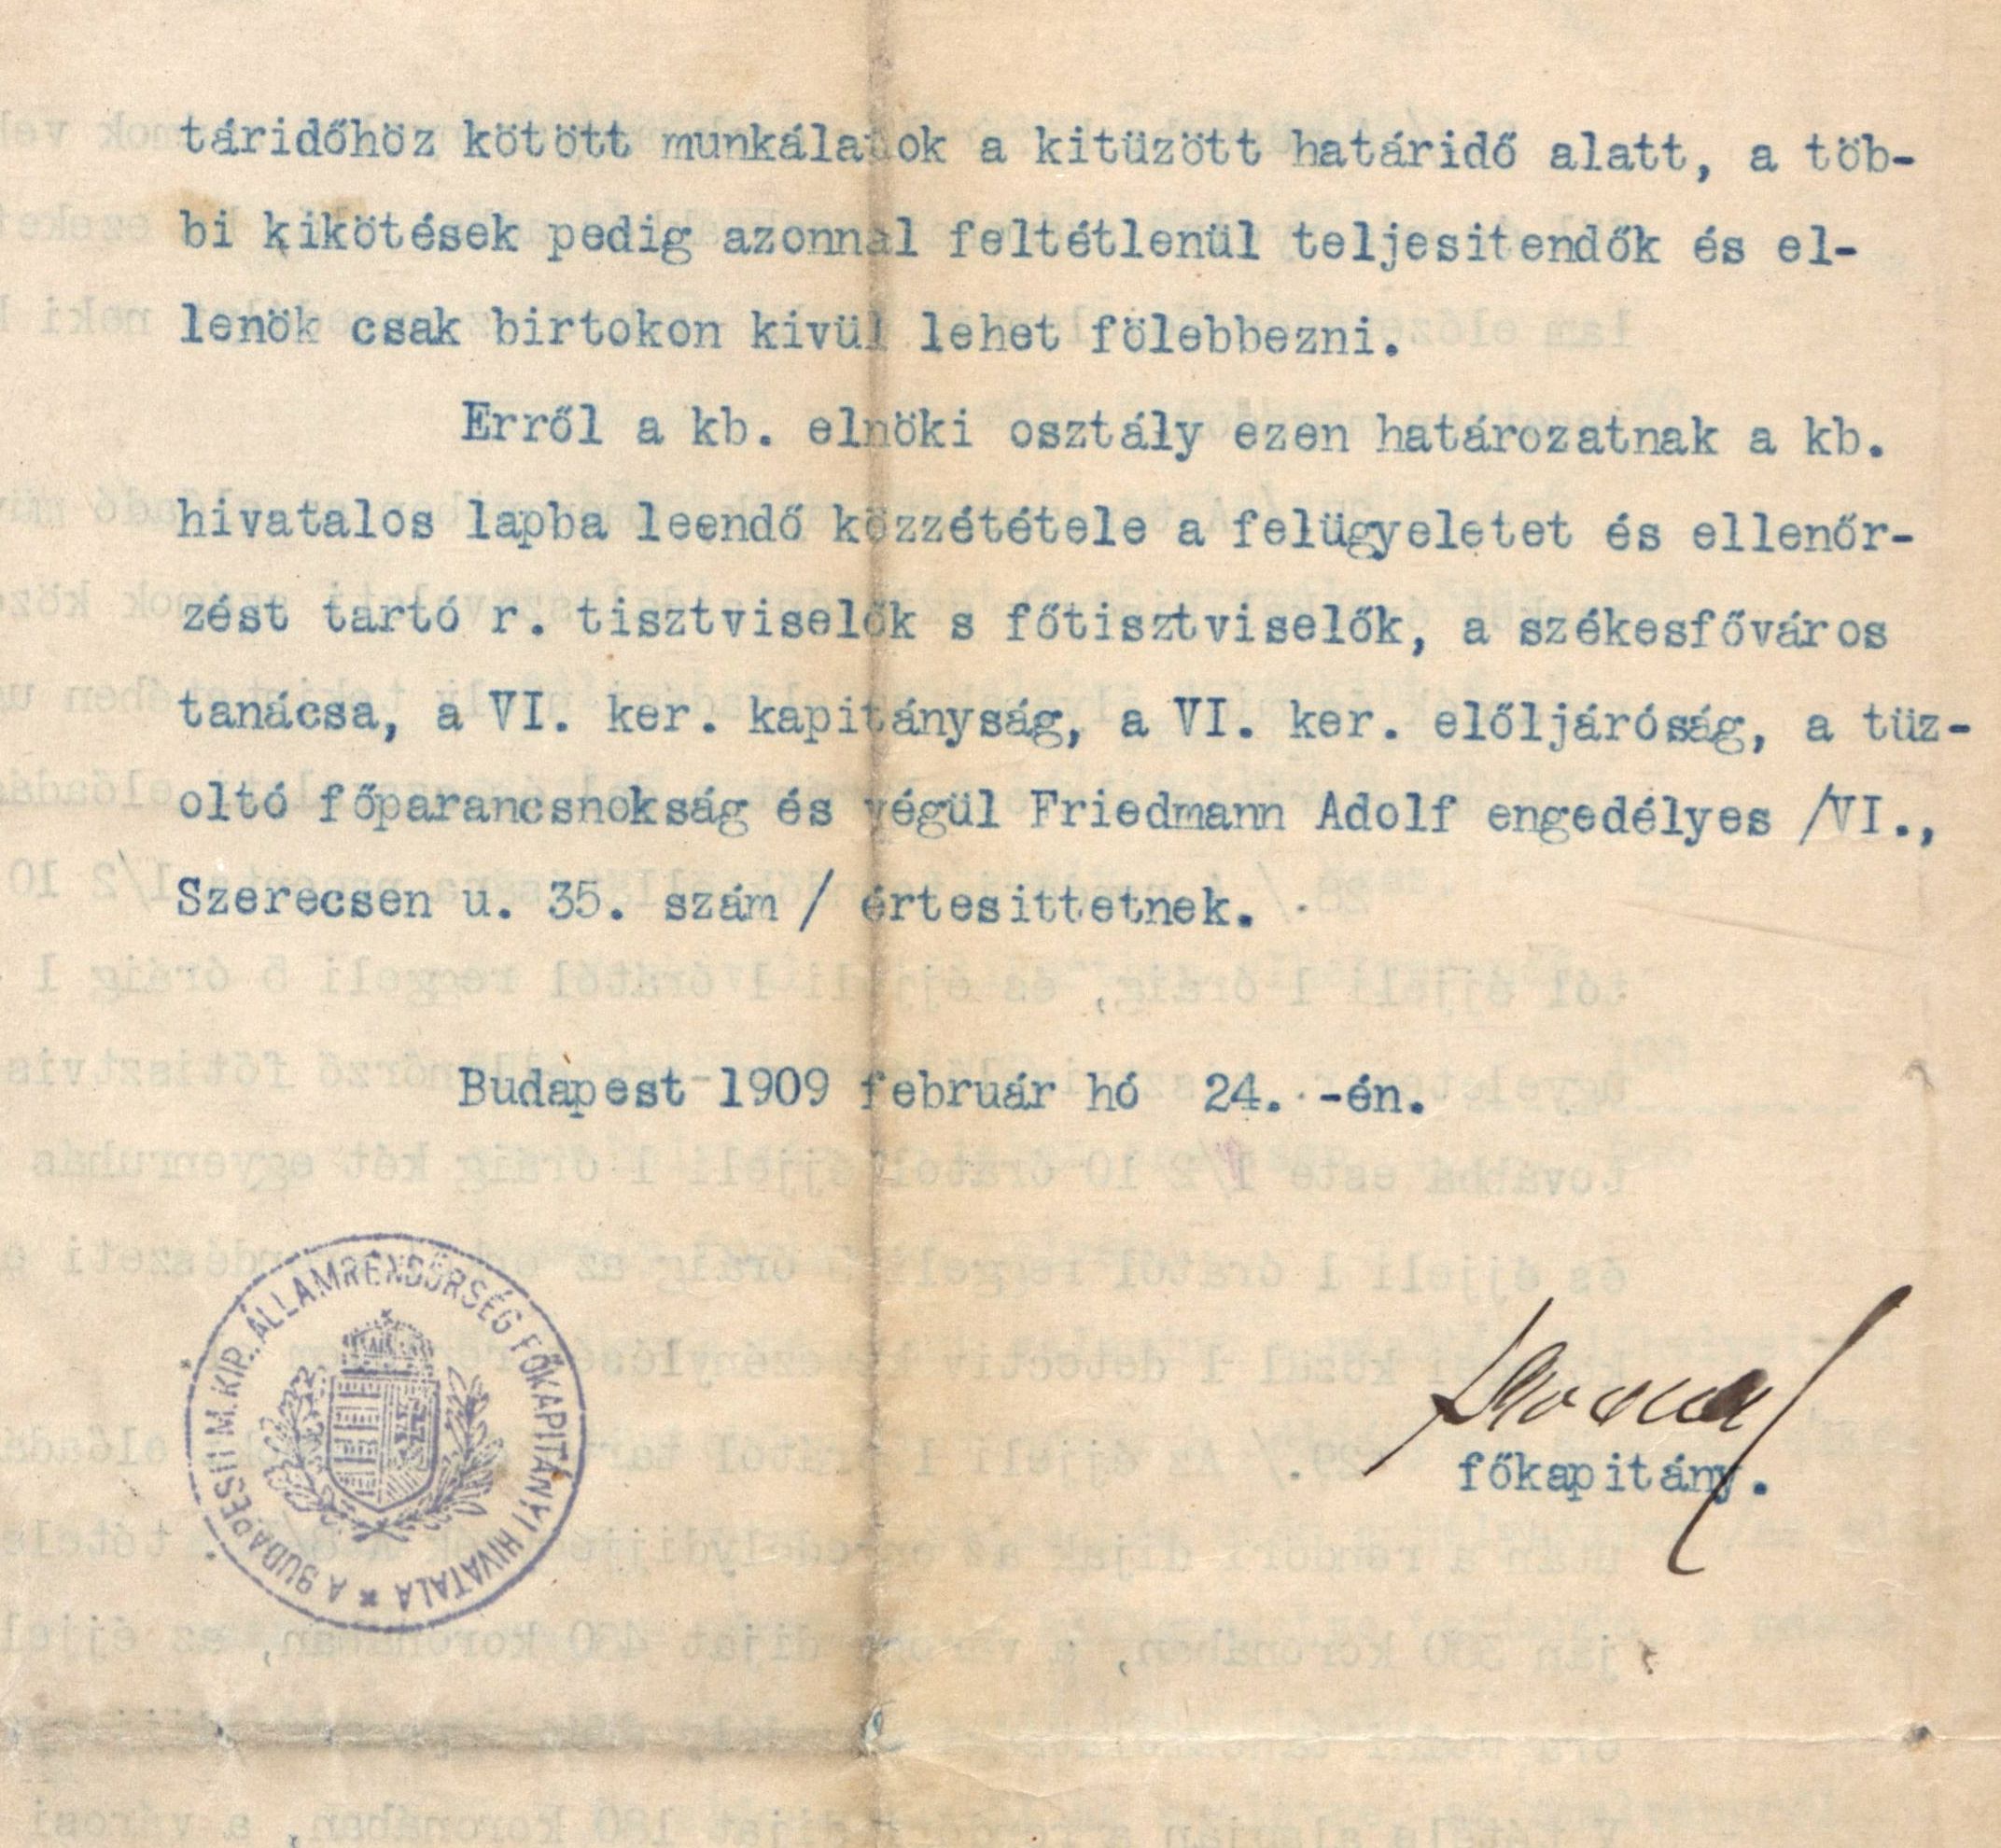 táridőhöz kötött munkálatok a kitüzött határidő alatt, a töb-
bi kikötések pedig azonnal feltétlenül teljesitendők és el-
lenök csak birtokon kivül lehet fölebbezni.
Erről a kb. elnöki osztály ezen határozatnak a kb.
hivatalos lapba leendő közzététele a felügyeletet és ellenőr-
zést tartó r. tisztviselők s főtisztviselők, a székesfőváros
tanácsa, a VI. ker. kapitányság, a VI. ker. előljáróság, a tüz-
oltó főparancsnokság és végül Friedmann Adolf engedélyes /VI.,
Szerecsen u. 35. szám / értesittetnek.
Budapest 1909 február hó 24. -én.
A BUDAPESTI M. KIR. ÁLLAMRENDŐRSÉG FŐKAPITÁNYI HIVATALA *
főkapitány.